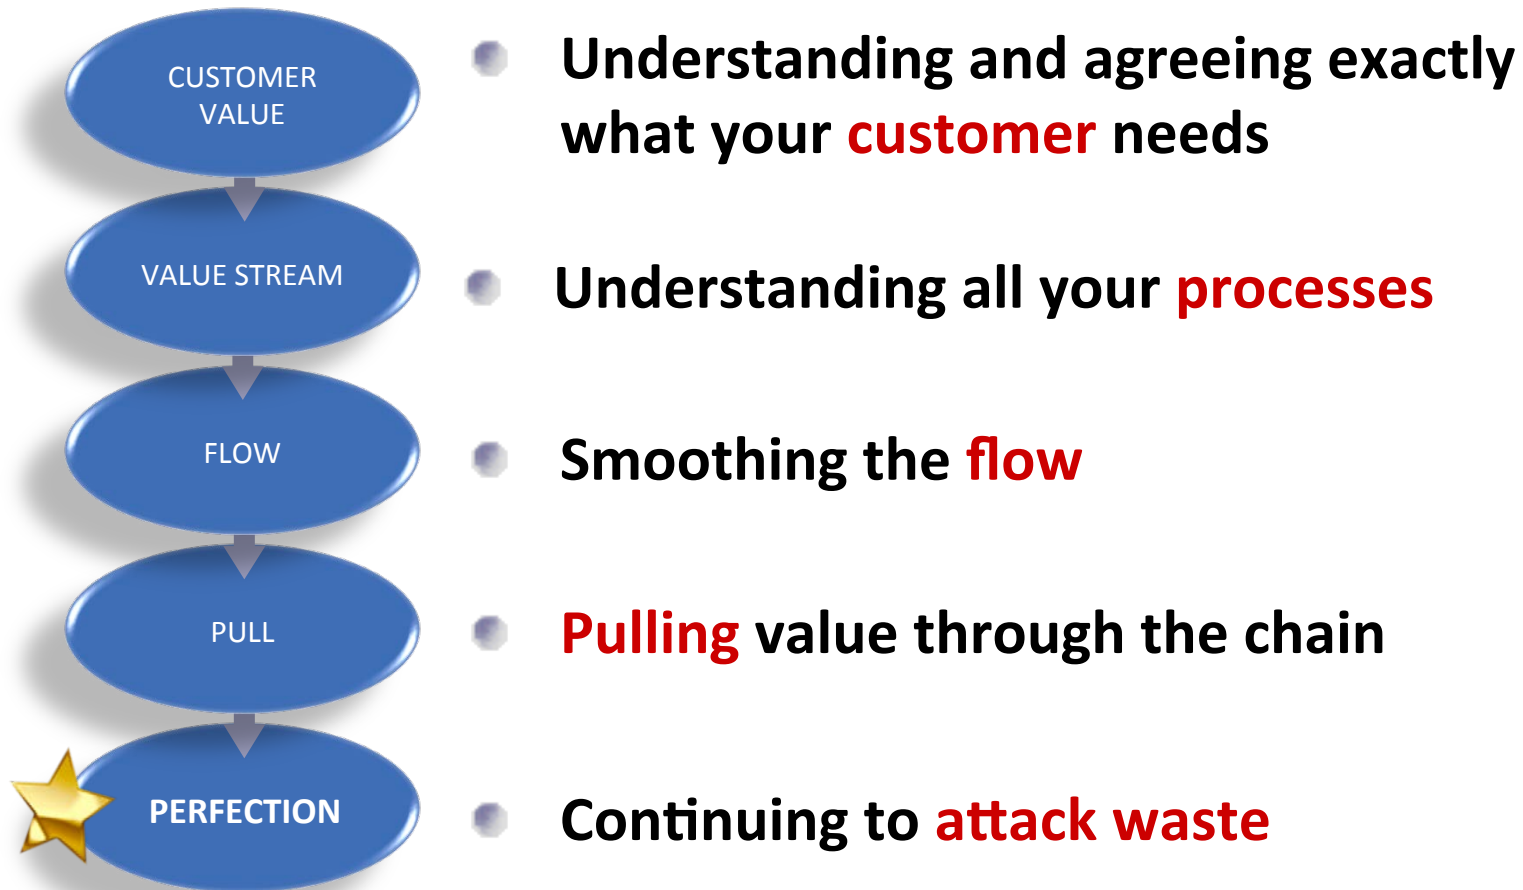 CUSTOMER
VALUE
Understanding and agreeing exactly
what your customer needs
VALUE STREAM
Understanding all your processes
FLOW
Smoothing the flow
PULL
Pulling value through the chain
PERFECTION
Continuing to attack waste